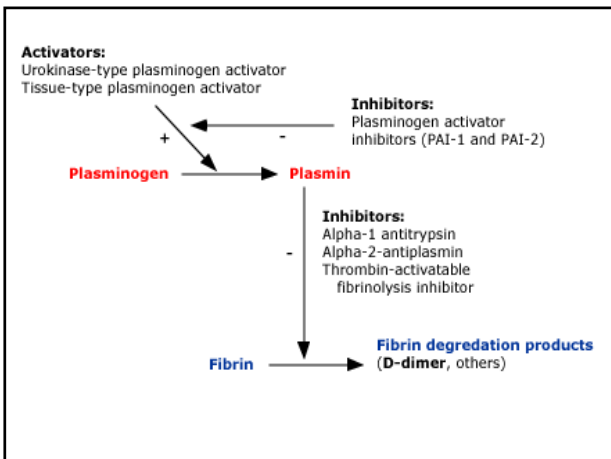 Activators:
Urokinase-type plasminogen activator
Tissue-type plasminogen activator
Inhibitors:
Plasminogen activator
inhibitors (PAI-1 and PAI-2)
+
-
Plasminogen
Plasmin
Inhibitors:
Alpha-1 antitrypsin
Alpha-2-antiplasmin
Thrombin-activatable
fibrinolysis inhibitor
-
Fibrin
Fibrin degredation products
(D-dimer, others)